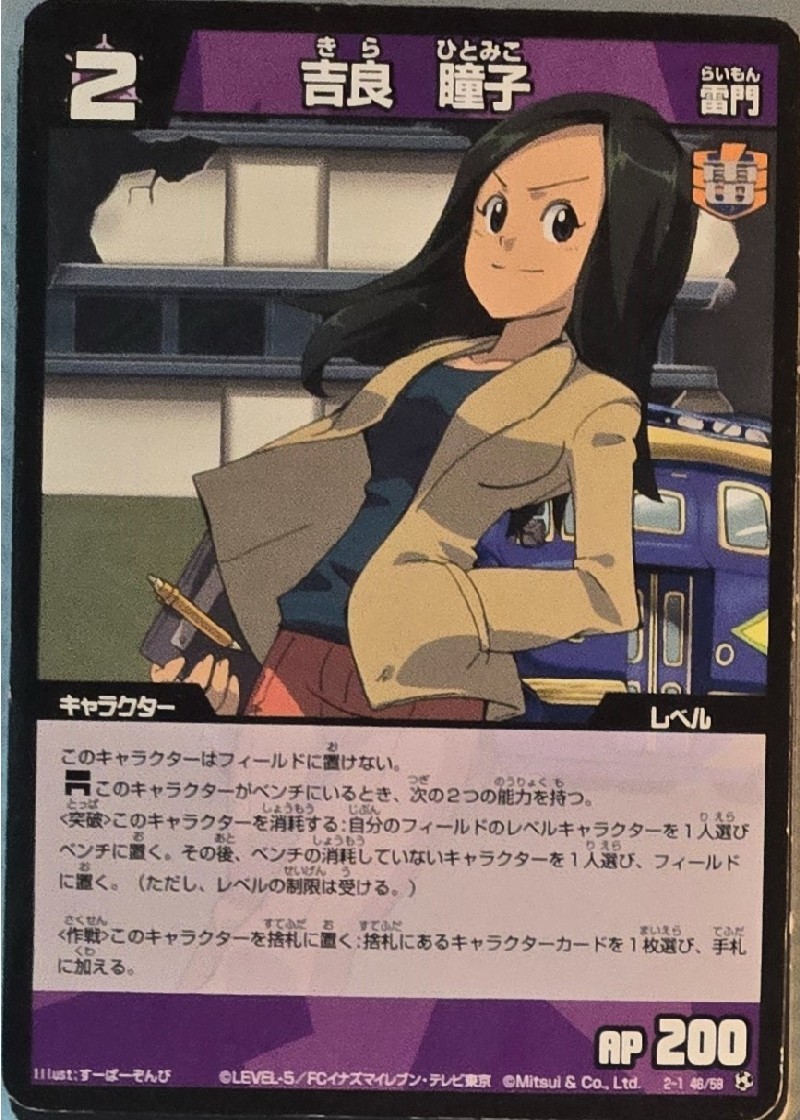 2
きら ひとみこ
吉良 瞳子
らいもん
雷門
雷
キャラクター
レベル
このキャラクターはフィールドに置けない。
このキャラクターがベンチにいるとき、次の2つの能力を持つ。
<突破>このキャラクターを消耗する:自分のフィールドのレベルキャラクターを1人選び
ベンチに置く。その後、ベンチの消耗していないキャラクターを1人選び、フィールド
に置く。(ただし、レベルの制限は受ける。)
<作戦>このキャラクターを捨札に置く:捨札にあるキャラクターカードを1枚選び、手札
に加える。
AP 200
Illust:すーぱーぞんび
©LEVEL-5/FCイナズマイレブン・テレビ東京 ©Mitsui & Co., Ltd. 2-1 46/58